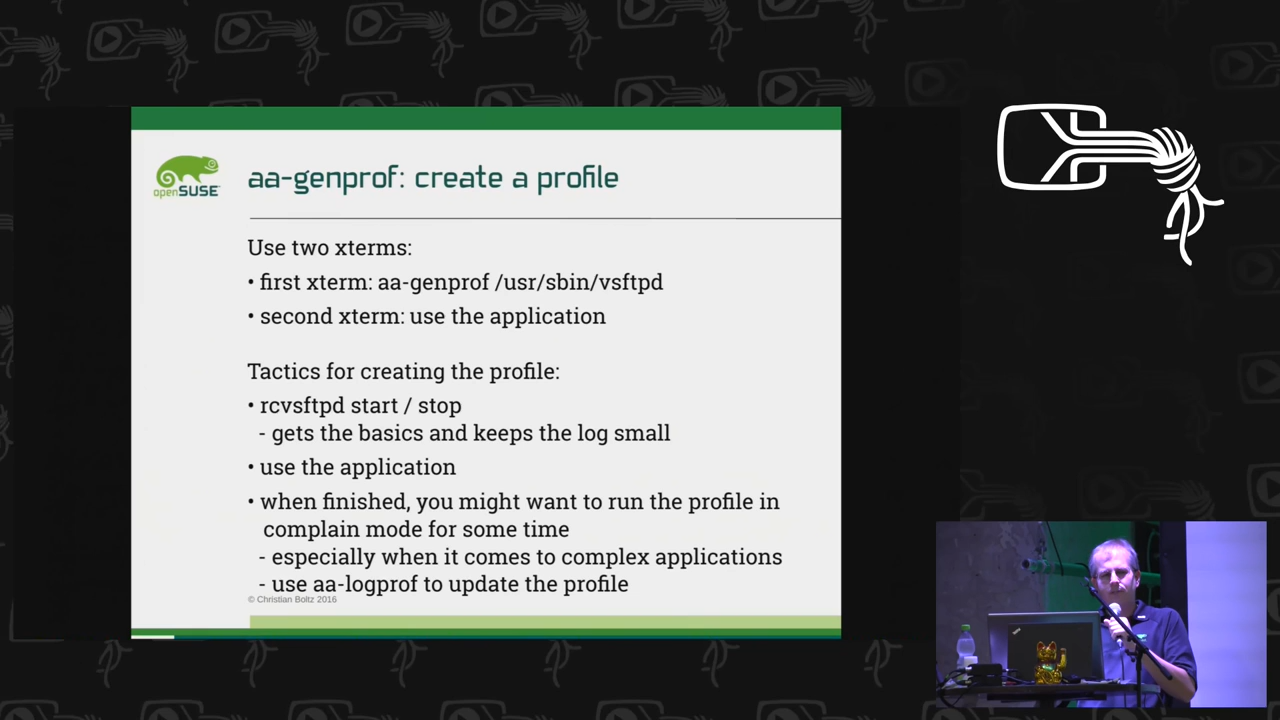 openSUSE
aa-genprof: create a profile
Use two xterms:
• first xterm: aa-genprof /usr/sbin/vsftpd
• second xterm: use the application
Tactics for creating the profile:
• rcvsftpd start / stop
- gets the basics and keeps the log small
• use the application
• when finished, you might want to run the profile in
complain mode for some time
- especially when it comes to complex applications
- use aa-logprof to update the profile
© Christian Boltz 2016